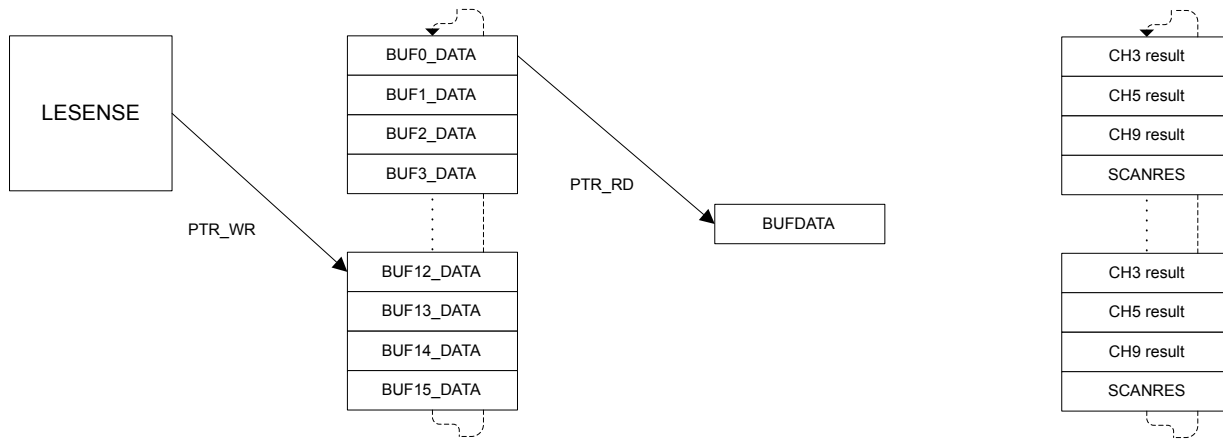 LESENSE
PTR_WR
BUF0_DATA
BUF1_DATA
BUF2_DATA
BUF3_DATA
BUF12_DATA
BUF13_DATA
BUF14_DATA
BUF15_DATA
PTR_RD
BUFDATA
CH3 result
CH5 result
CH9 result
SCANRES
CH3 result
CH5 result
CH9 result
SCANRES